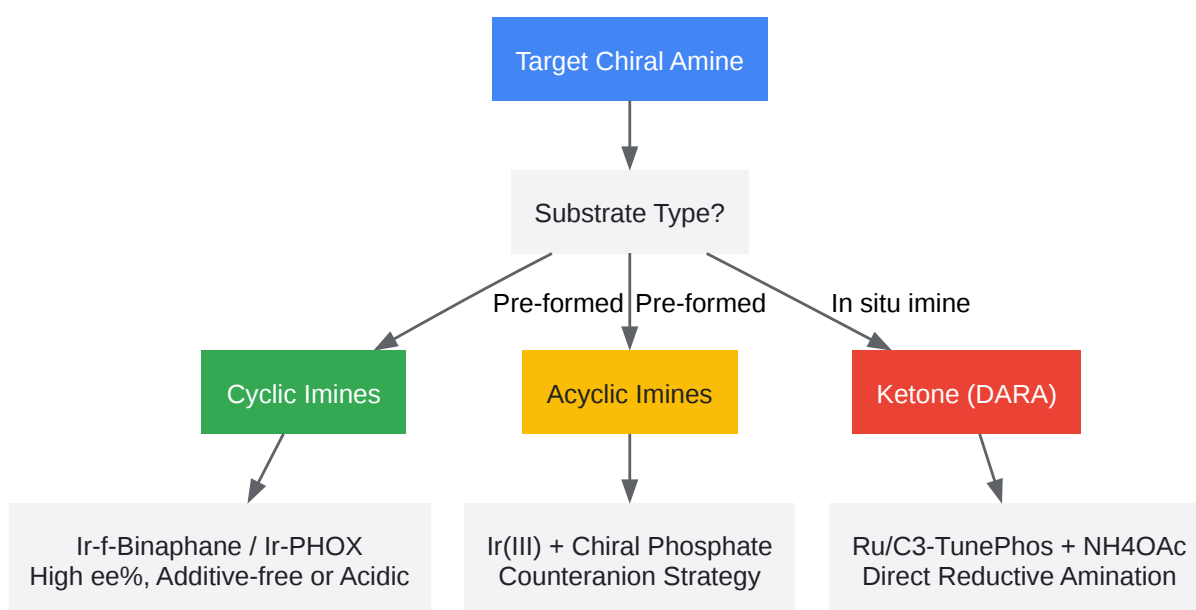 Target Chiral Amine
Substrate Type?
Pre-formed
Pre-formed
In situ imine
Cyclic Imines
Acyclic Imines
Ketone (DARA)
Ir-f-Binaphane / Ir-PHOX
High ee%, Additive-free or Acidic
Ir(III) + Chiral Phosphate
Counteranion Strategy
Ru/C3-TunePhos + NH4OAc
Direct Reductive Amination